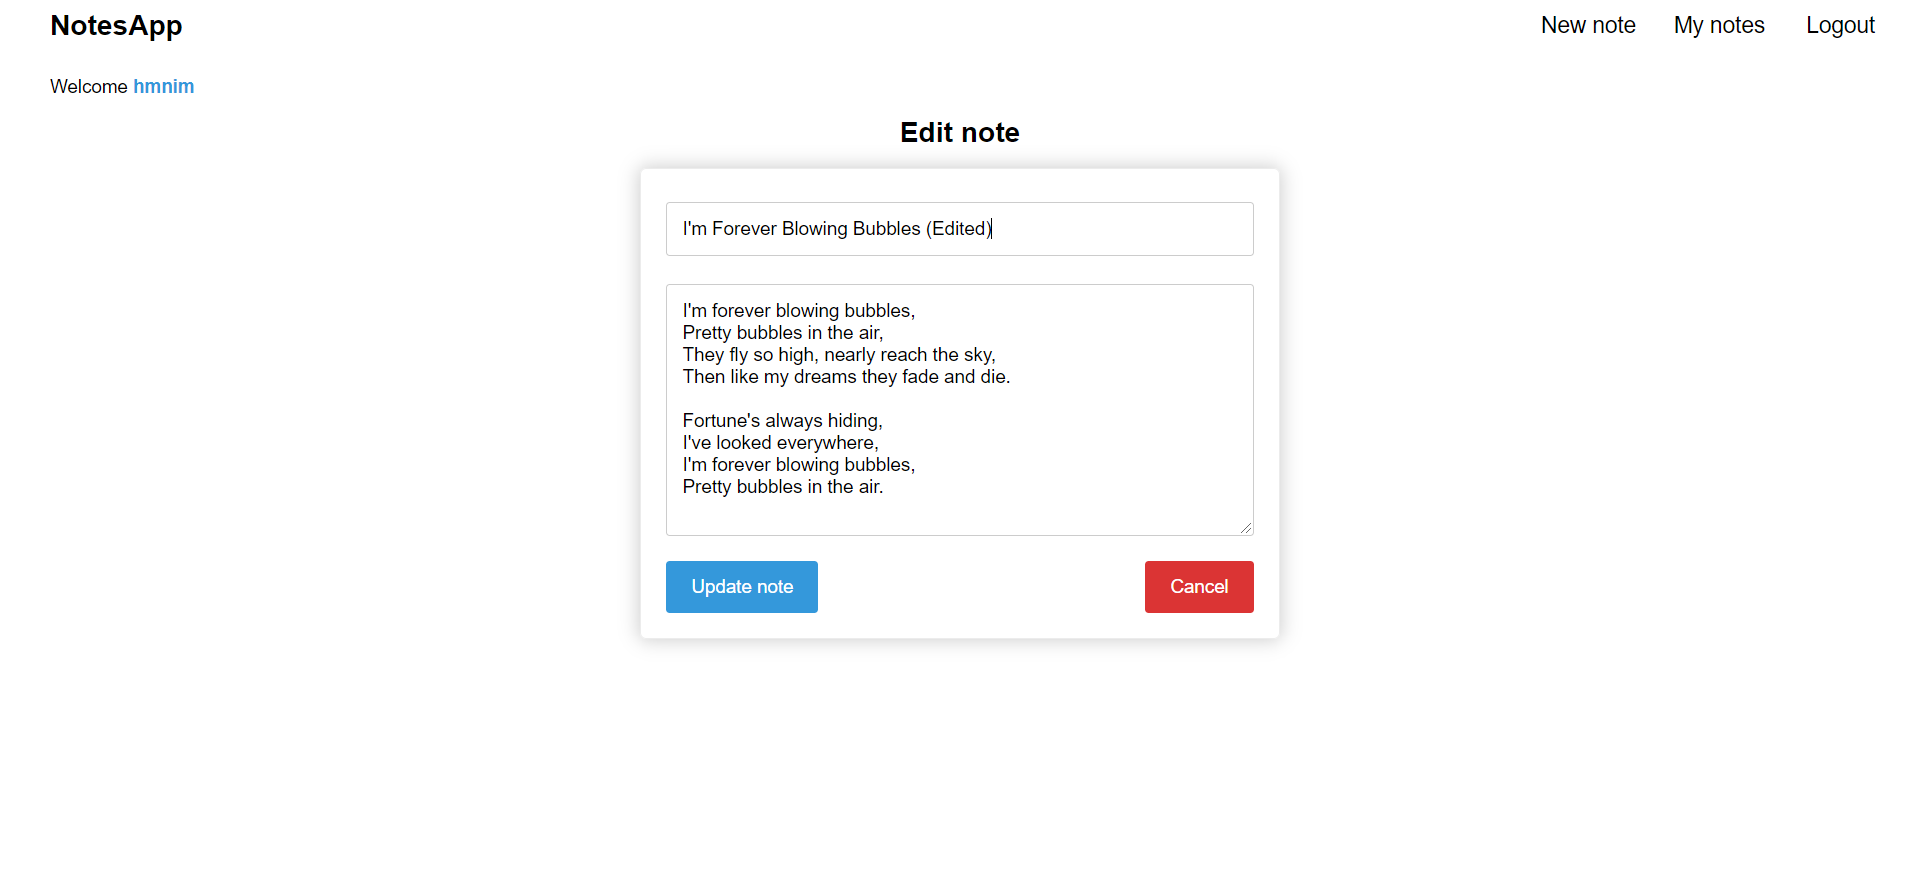 NotesApp
New note
My notes
Logout
Welcome hmnim
Edit note
I'm Forever Blowing Bubbles (Edited)
I'm forever blowing bubbles,
Pretty bubbles in the air,
They fly so high, nearly reach the sky,
Then like my dreams they fade and die.

Fortune's always hiding,
I've looked everywhere,
I'm forever blowing bubbles,
Pretty bubbles in the air.
Update note
Cancel